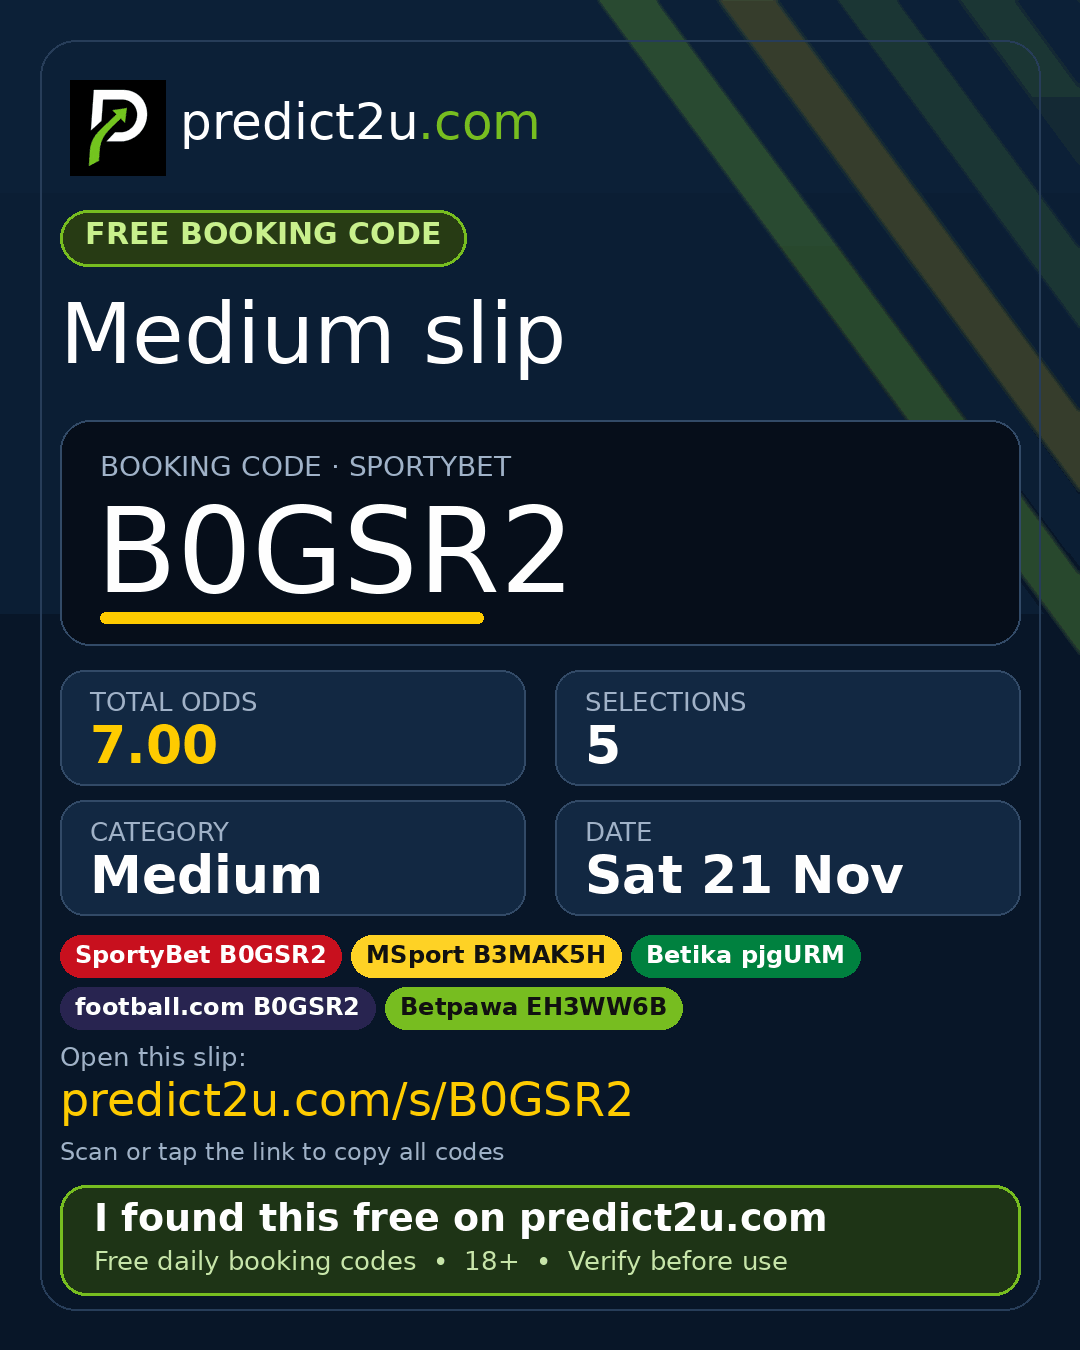 predict2u.com
FREE BOOKING CODE
Medium slip
BOOKING CODE · SPORTYBET
B0GSR2
TOTAL ODDS
7.00
SELECTIONS
5
CATEGORY
Medium
DATE
Sat 21 Nov
SportyBet B0GSR2
MSport B3MAK5H
Betika pjgURM
football.com B0GSR2
Betpawa EH3WW6B
Open this slip:
predict2u.com/s/B0GSR2
Scan or tap the link to copy all codes
I found this free on predict2u.com
Free daily booking codes • 18+ • Verify before use